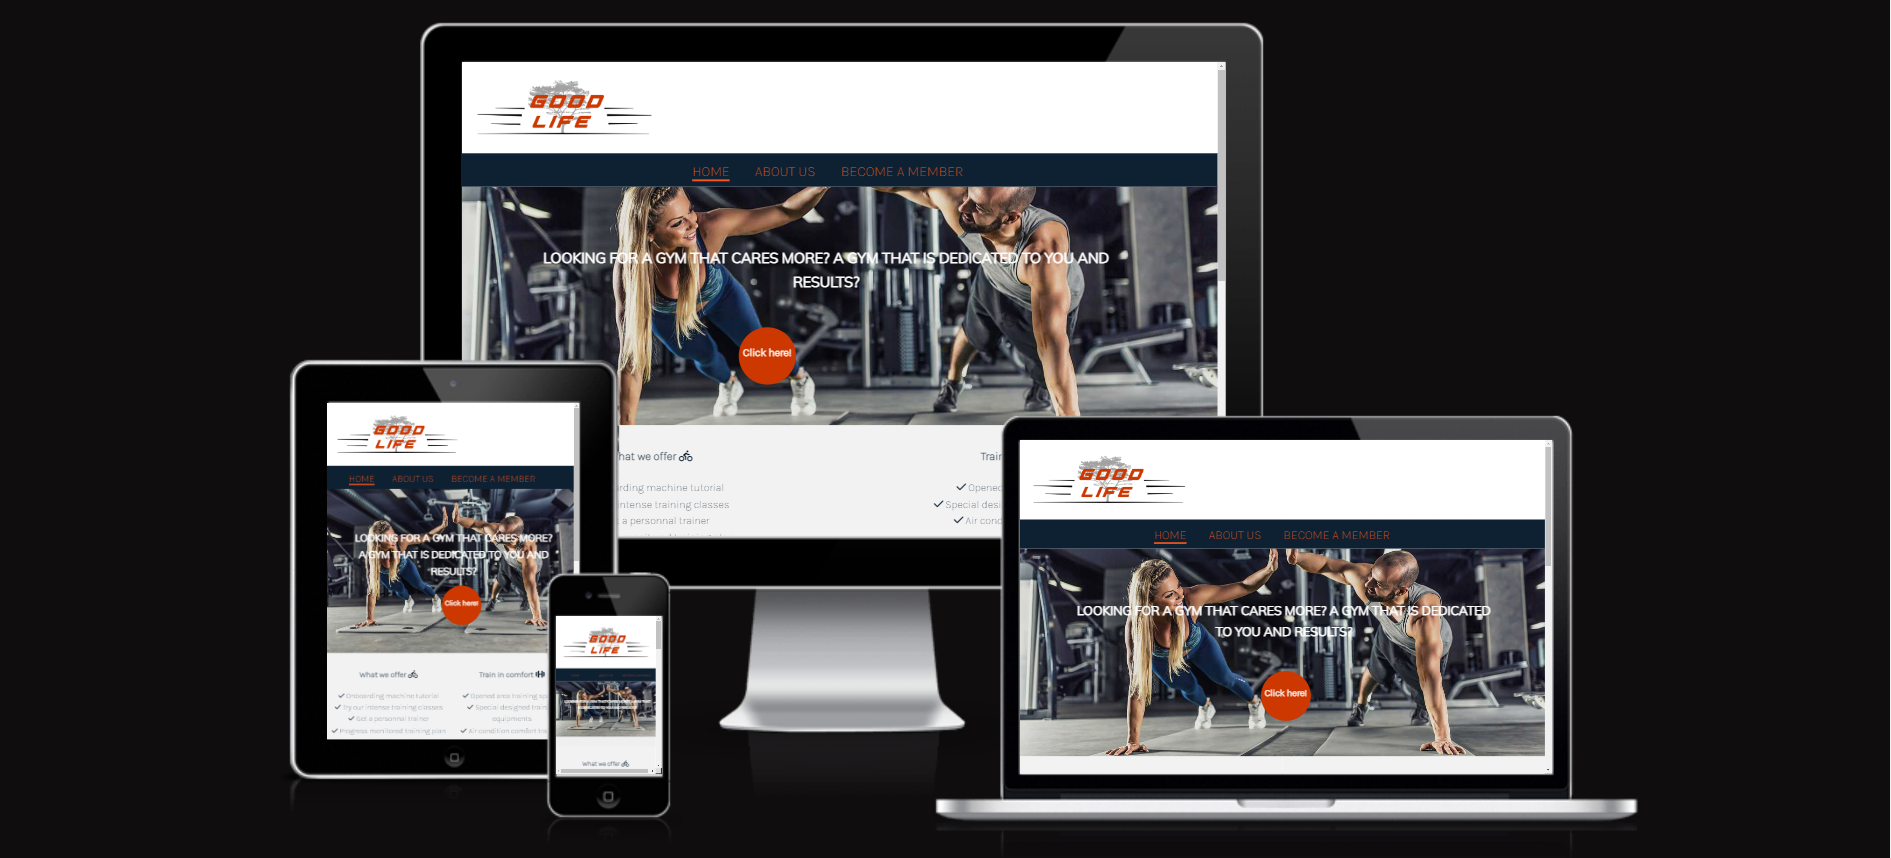 GOOD
LIFE
HOME ABOUT US BECOME A MEMBER
LOOKING FOR A GYM THAT CARES MORE? A GYM THAT IS DEDICATED TO YOU AND
RESULTS?
Click here!
hat we offer
Train
rding machine tutorial
intense training classes
a personnal trainer
Opened
Special desi
Air conc
GOOD
LIFE
HOME ABOUT US BECOME A MEMBER
LOOKING FOR A GYM THAT CARES MORE?
A GYM THAT IS DEDICATED TO YOU AND
RESULTS?
Click here!
What we offer
Onboarding machine tutorial
Try our intense training classes
Get a personnal trainer
Progress monitored training plan
Train in comfort
Opened area training
Special designed traini
equipments
Air condition comfort
GOOD
LIFE
What we offer
GOOD
LIFE
HOME ABOUT US BECOME A MEMBER
LOOKING FOR A GYM THAT CARES MORE? A GYM THAT IS DEDICATED
TO YOU AND RESULTS?
Click here!